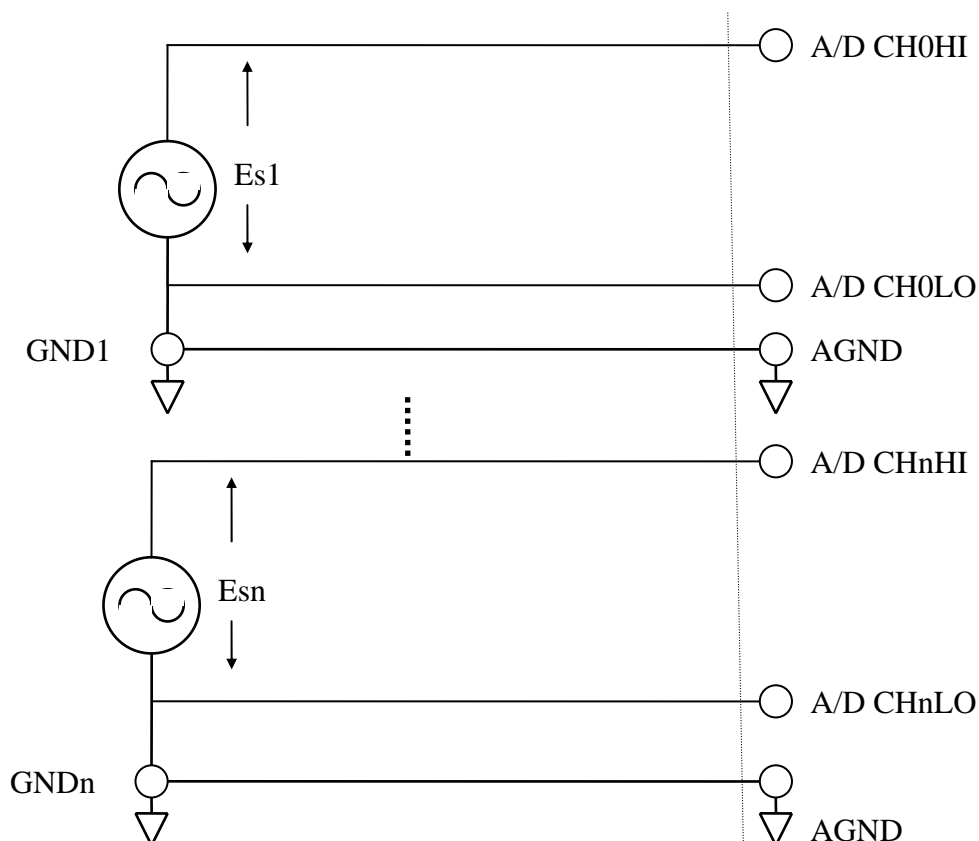 A/D CH0HI
Es1
A/D CH0LO
GND1
AGND
A/D CHnHI
Esn
A/D CHnLO
GNDn
AGND